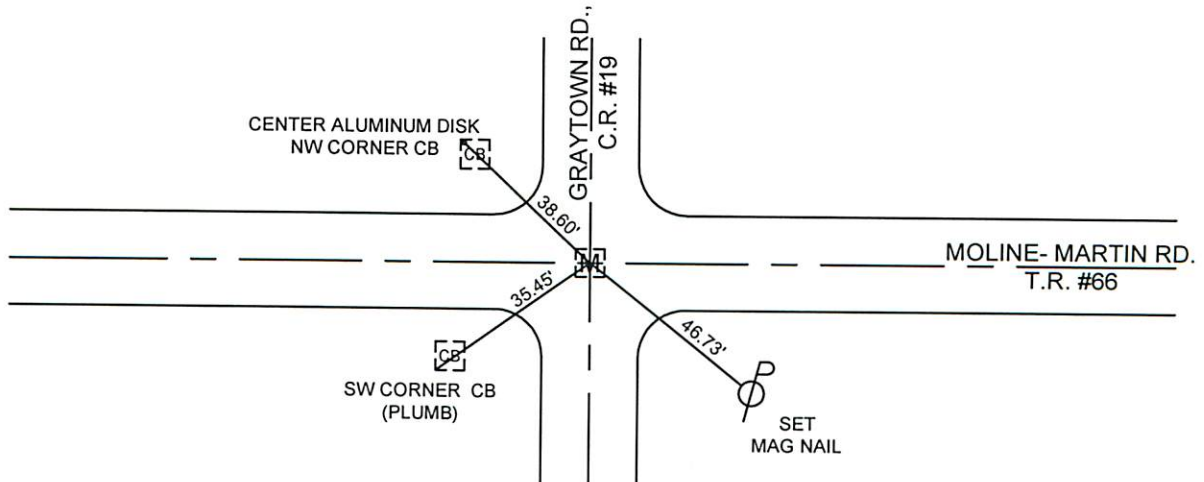 GRAYTOWN RD.,
C.R. #19
CENTER ALUMINUM DISK
NW CORNER CB
CB
38.60'
M
MOLINE- MARTIN RD.
T.R. #66
35.45'
46.73'
CB
SW CORNER CB
(PLUMB)
P
SET
MAG NAIL